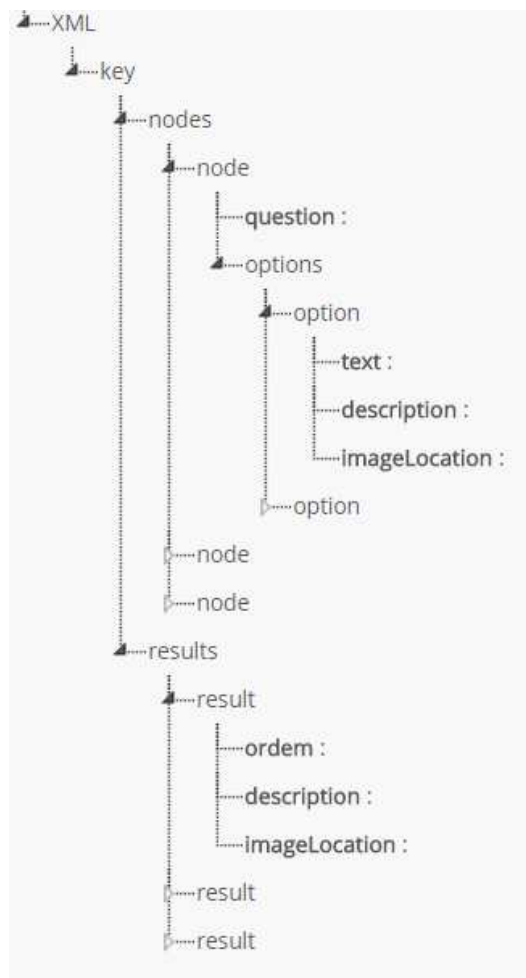 XML
key
nodes
node
question :
options
option
text :
description :
imageLocation :
option
node
node
results
result
ordem :
description :
imageLocation :
result
result